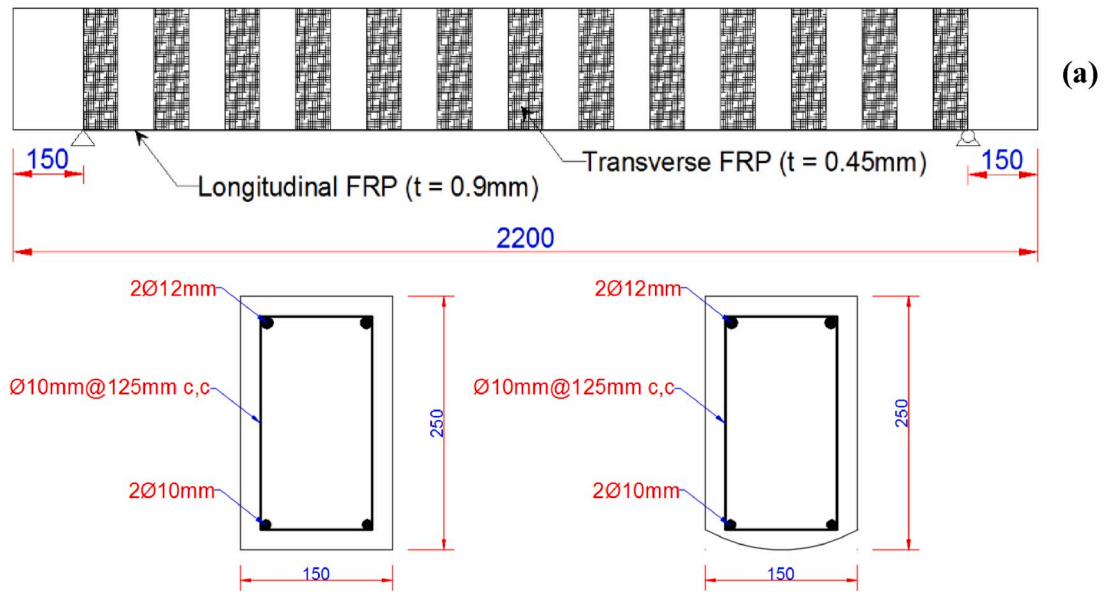 (a)
150
150
Longitudinal FRP (t = 0.9mm)
Transverse FRP (t = 0.45mm)
2200
2Ø12mm
Ø10mm@125mm c,c
2Ø10mm
250
150
2Ø12mm
Ø10mm@125mm c,c
2Ø10mm
250
150